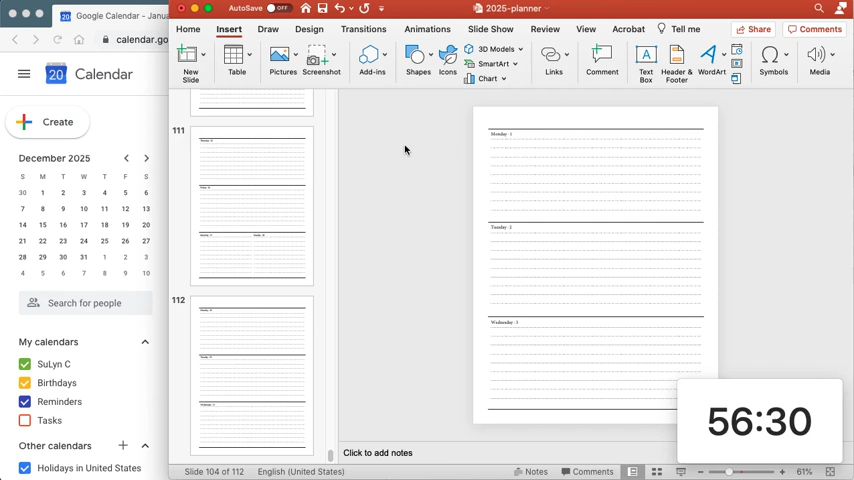 Google Calendar - Janua
calendar.go
Calendar
20
Create
December 2025
S M T W T F S
30 1 2 3 4 5 6
7 8 9 10 11 12 13
14 15 16 17 18 19 20
21 22 23 24 25 26 27
28 29 30 31 1 2 3
4 5 6 7 8 9 10
Search for people
My calendars
SuLyn C
Birthdays
Reminders
Tasks
Other calendars
Holidays in United States
AutoSave OFF
2025-planner
Home Insert Draw Design Transitions Animations Slide Show Review View Acrobat Tell me
Share Comments
New Slide
Table
Pictures
Screenshot
Add-ins
Shapes
Icons
3D Models
SmartArt
Chart
Links
Comment
Text Box
Header & Footer
WordArt
Symbols
Media
111
112
Monday · 1
Tuesday · 2
Wednesday · 3
56:30
Click to add notes
Slide 104 of 112 English (United States) Notes Comments 61%